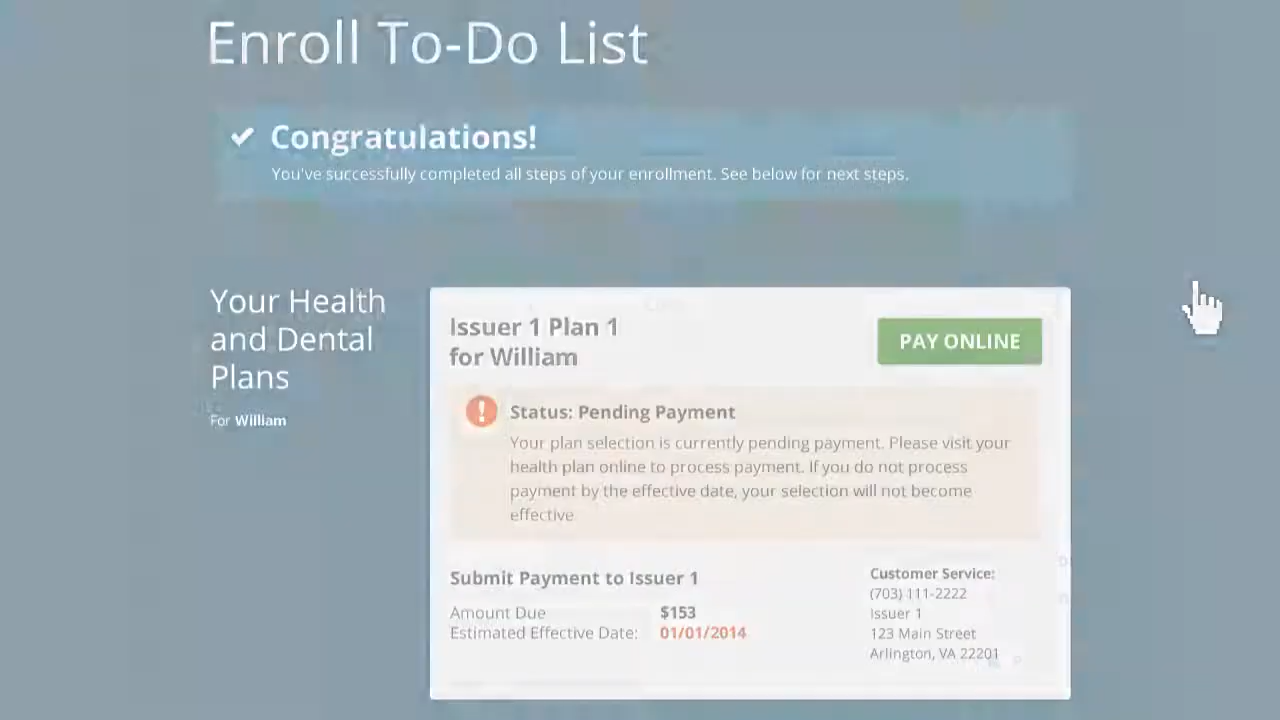 Enroll To-Do List
Congratulations!
You've successfully completed all steps of your enrollment. See below for next steps.
Your Health
and Dental
Plans
For William
Issuer 1 Plan 1
for William
PAY ONLINE
Status: Pending Payment
Your plan selection is currently pending payment. Please visit your
health plan online to process payment. If you do not process
payment by the effective date, your selection will not become
effective
Submit Payment to Issuer 1
Amount Due $153
Estimated Effective Date: 01/01/2014
Customer Service:
(703) 111-2222
Issuer 1
123 Main Street
Arlington, VA 22201